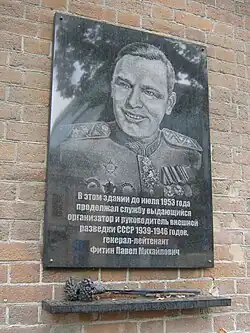 В этом здании до июля 1953 года
продолжал службу выдающийся
организатор и руководитель внешней
разведки СССР 1939-1946 годов,
генерал-лейтенант
Фитин Павел Михайлович